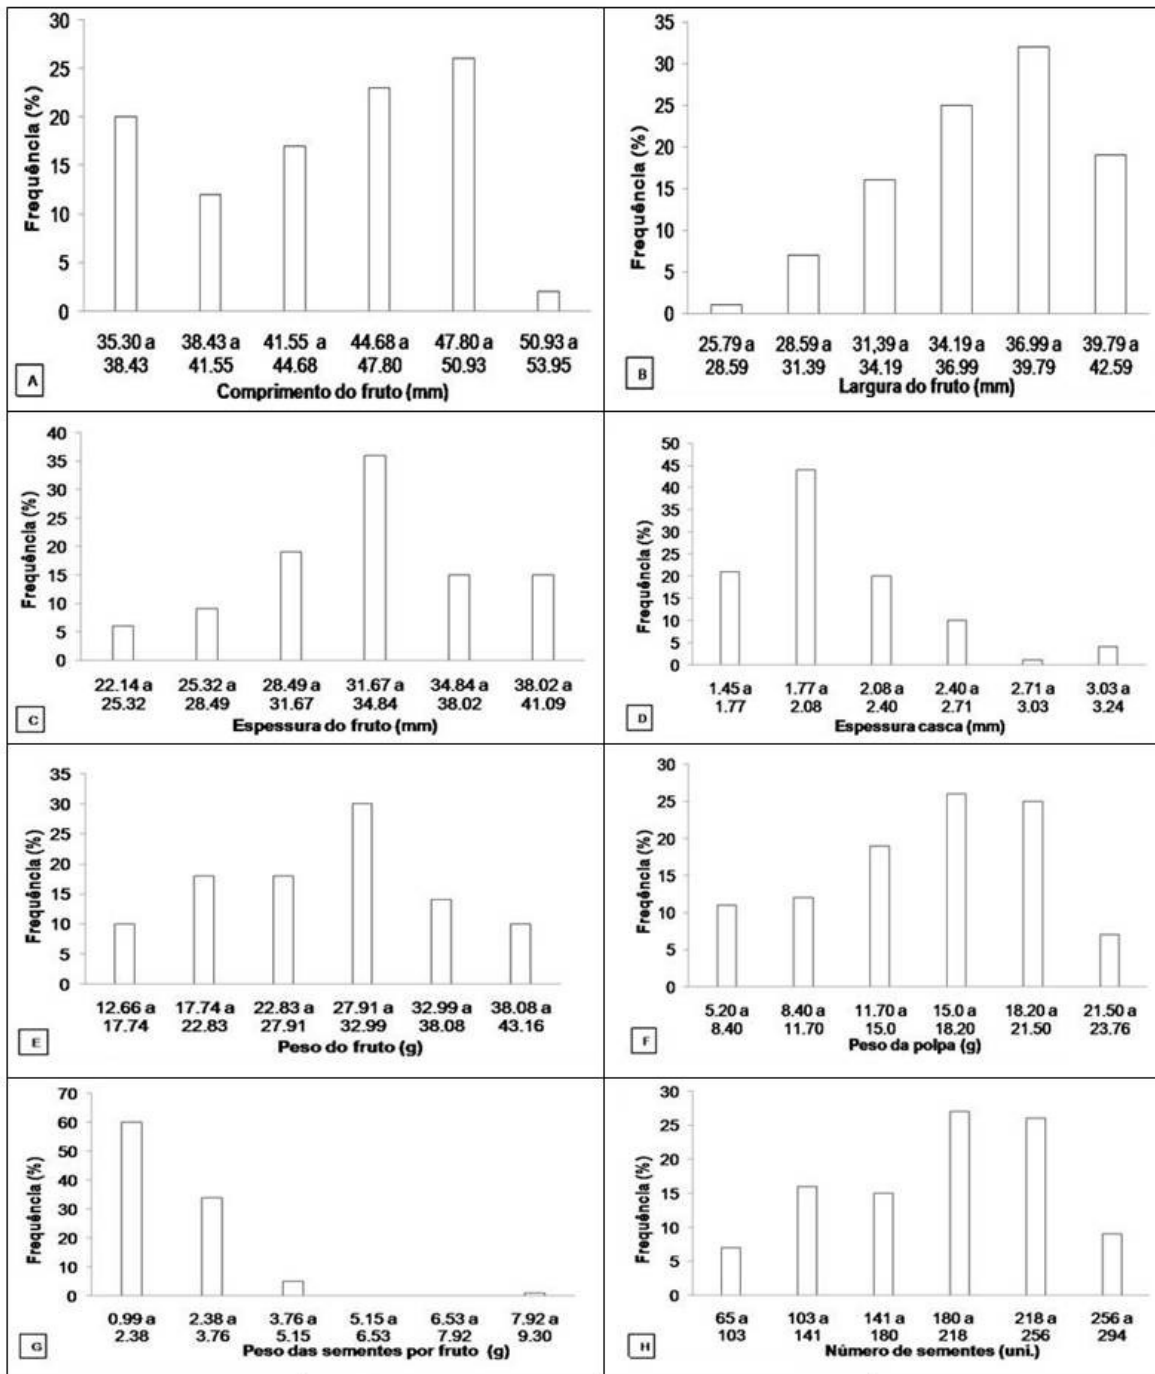 30
25
20
15
10
5
0
Frequência (%)
35.30 a 38.43 a 41.55 a 44.68 a 47.80 a 50.93 a
38.43 41.55 44.68 47.80 50.93 53.95
Comprimento do fruto (mm)
A
35
30
25
20
15
10
5
0
Frequência (%)
25.79 a 28.59 a 31,39 a 34.19 a 36.99 a 39.79 a
28.59 31.39 34.19 36.99 39.79 42.59
Largura do fruto (mm)
B
40
35
30
25
20
15
10
5
0
Frequência (%)
22.14 a 25.32 a 28.49 a 31.67 a 34.84 a 38.02 a
25.32 28.49 31.67 34.84 38.02 41.09
Espessura do fruto (mm)
C
50
45
40
35
30
25
20
15
10
5
0
Frequência (%)
1.45 a 1.77 a 2.08 a 2.40 a 2.71 a 3.03 a
1.77 2.08 2.40 2.71 3.03 3.24
Espessura casca (mm)
D
35
30
25
20
15
10
5
0
Frequência (%)
12.66 a 17.74 a 22.83 a 27.91 a 32.99 a 38.08 a
17.74 22.83 27.91 32.99 38.08 43.16
Peso do fruto (g)
E
30
25
20
15
10
5
0
Freqência (%)
5.20 a 8.40 a 11.70 a 15.0 a 18.20 a 21.50 a
8.40 11.70 15.0 18.20 21.50 23.76
Peso da polpa (g)
F
70
60
50
40
30
20
10
0
Frequência (%)
0.99 a 2.38 a 3.76 a 5.15 a 6.53 a 7.92 a
2.38 3.76 5.15 6.53 7.92 9.30
Peso das sementes por fruto (g)
G
30
25
20
15
10
5
0
Frequência (%)
65 a 103 a 141 a 180 a 218 a 256 a
103 141 180 218 256 294
Número de sementes (uni.)
H